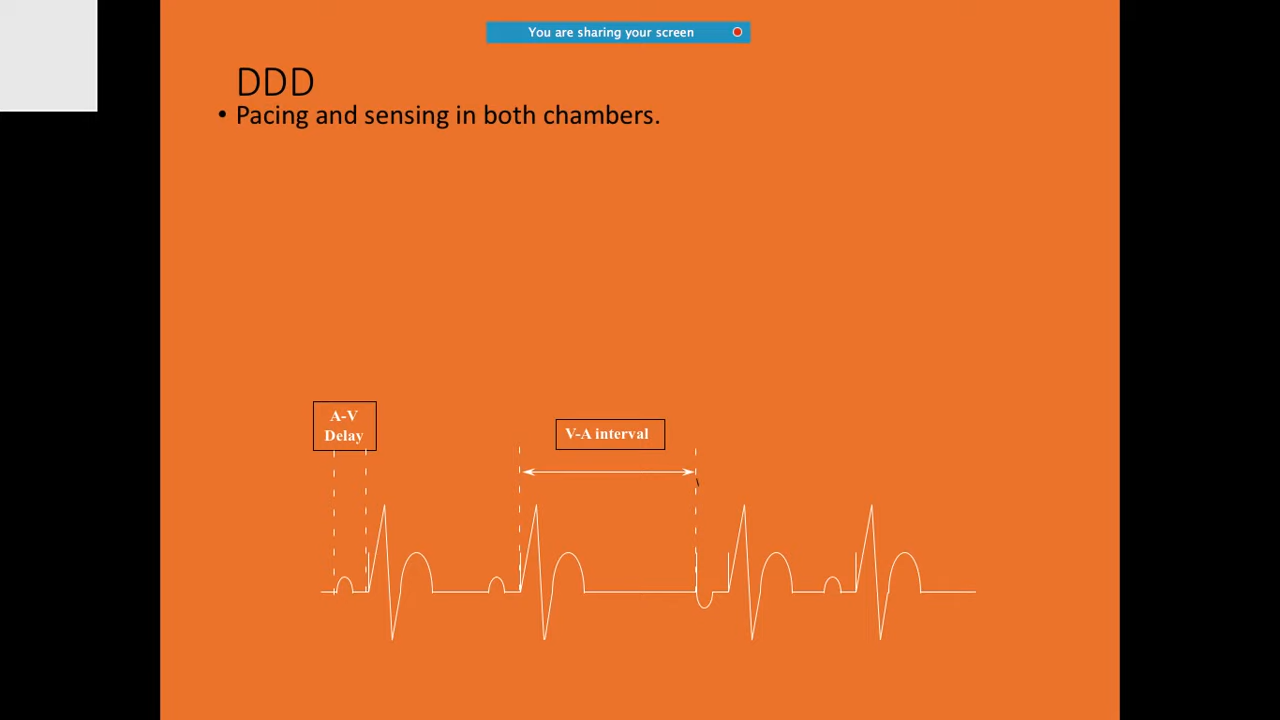 You are sharing your screen
DDD
• Pacing and sensing in both chambers.
A-V
Delay
V-A interval